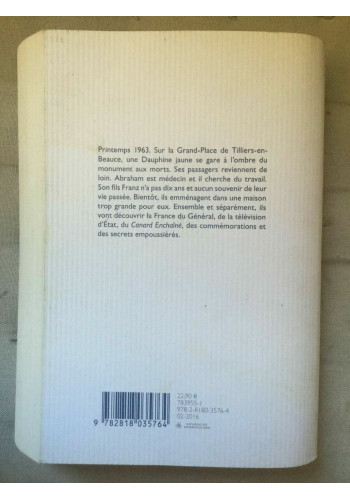 Printemps 1963. Sur la Grand-Place de Tilliers-en-
Beauce, une Dauphine jaune se gare à l'ombre du
monument aux morts. Ses passagers reviennent de
loin. Abraham est médecin et il cherche du travail.
Son fils Franz n'a pas dix ans et aucun souvenir de leur
vie passée. Bientôt, ils emménagent dans une maison
trop grande pour eux. Ensemble et séparément, ils
vont découvrir la France du Général, de la télévision
d'État, du Canard Enchaîné, des commémorations et
des secrets empoussiérés.
22,90 €
783955-1
978-2-8180-3576-4
02-2016
9 782818 035764